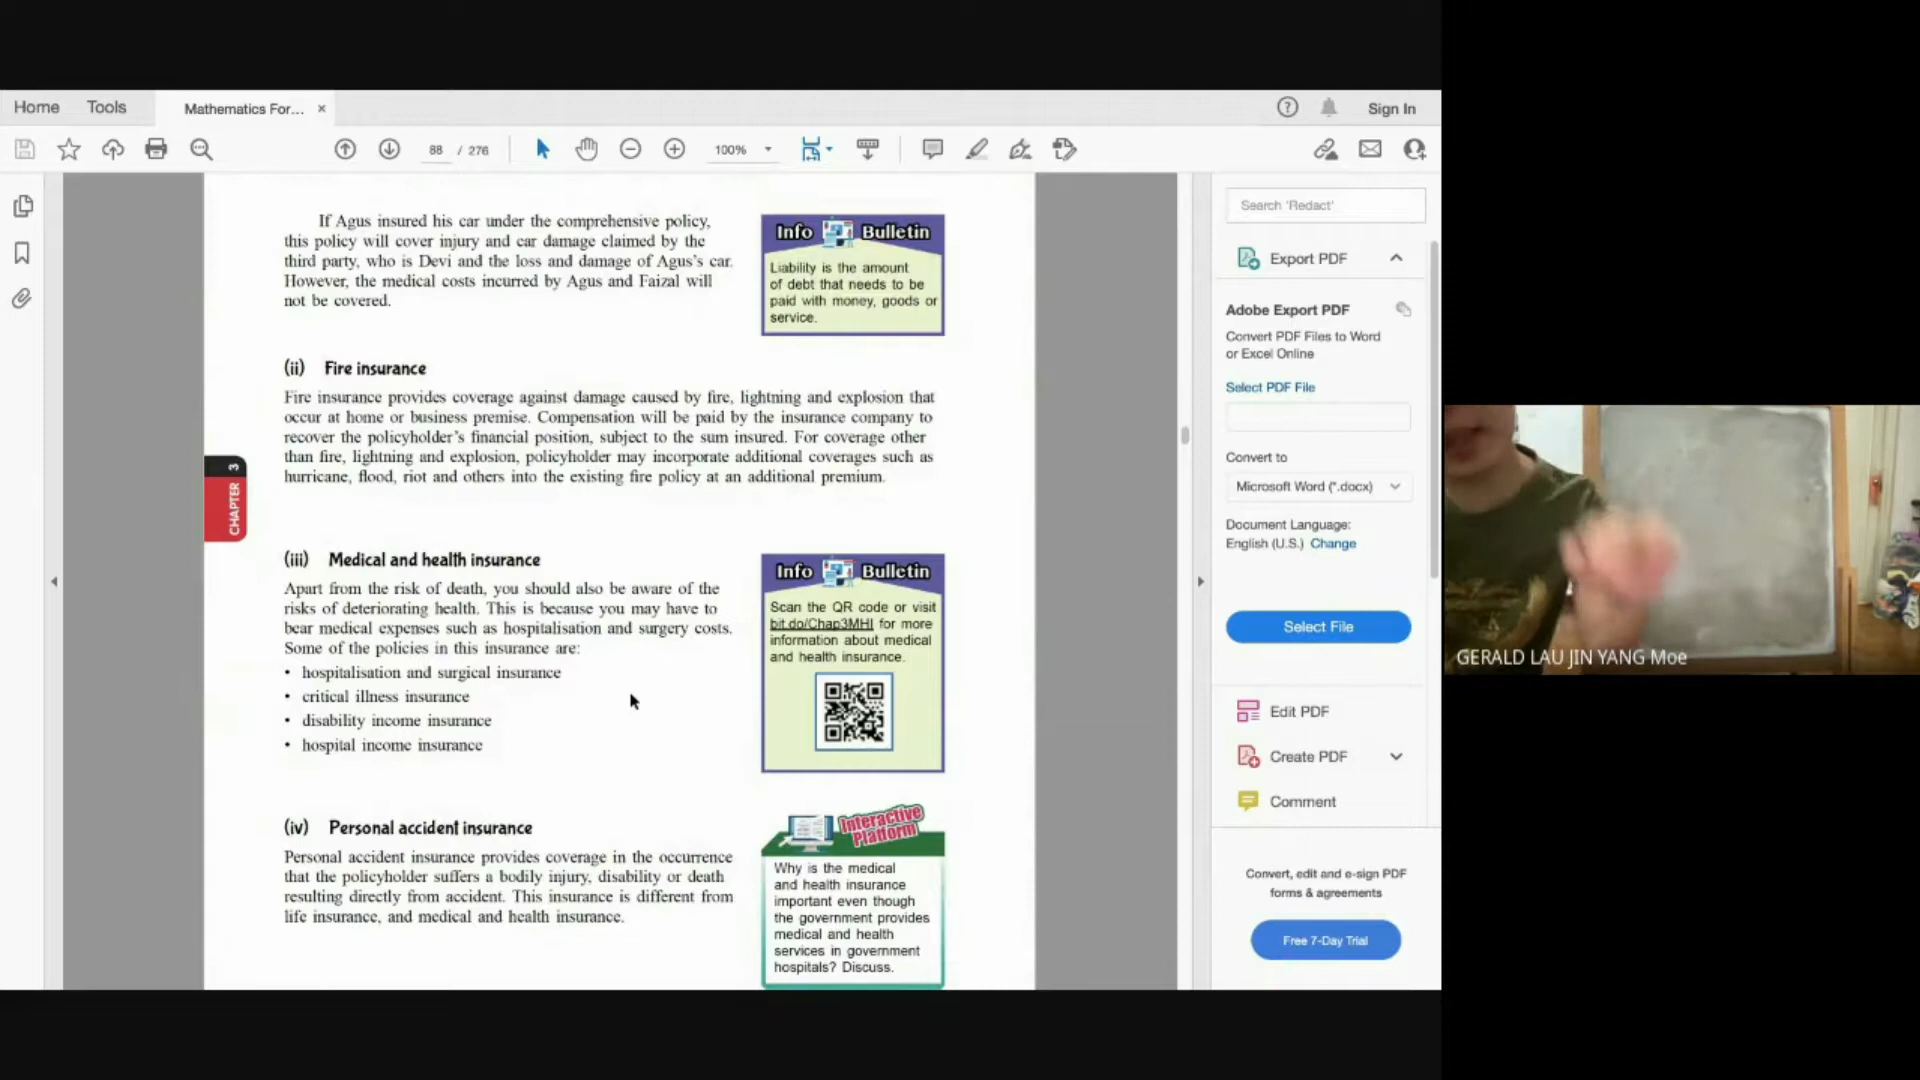 Home Tools Mathematics For... × Sign In
88 / 276 100%
If Agus insured his car under the comprehensive policy,
this policy will cover injury and car damage claimed by the
third party, who is Devi and the loss and damage of Agus's car.
However, the medical costs incurred by Agus and Faizal will
not be covered.
Info Bulletin
Liability is the amount
of debt that needs to be
paid with money, goods or
service.
(ii) Fire insurance
Fire insurance provides coverage against damage caused by fire, lightning and explosion that
occur at home or business premise. Compensation will be paid by the insurance company to
recover the policyholder's financial position, subject to the sum insured. For coverage other
than fire, lightning and explosion, policyholder may incorporate additional coverages such as
hurricane, flood, riot and others into the existing fire policy at an additional premium.
CHAPTER 3
(iii) Medical and health insurance
Apart from the risk of death, you should also be aware of the
risks of deteriorating health. This is because you may have to
bear medical expenses such as hospitalisation and surgery costs.
Some of the policies in this insurance are:
• hospitalisation and surgical insurance
• critical illness insurance
• disability income insurance
• hospital income insurance
Info Bulletin
Scan the QR code or visit
bit.do/Chap3MHI for more
information about medical
and health insurance.
(iv) Personal accident insurance
Personal accident insurance provides coverage in the occurrence
that the policyholder suffers a bodily injury, disability or death
resulting directly from accident. This insurance is different from
life insurance, and medical and health insurance.
Interactive
Platform
Why is the medical
and health insurance
important even though
the government provides
medical and health
services in government
hospitals? Discuss.
Search 'Redact'
Export PDF
Adobe Export PDF
Convert PDF Files to Word
or Excel Online
Select PDF File
Convert to
Microsoft Word (*.docx)
Document Language:
English (U.S.) Change
Select File
Edit PDF
Create PDF
Comment
Convert, edit and e-sign PDF
forms & agreements
Free 7-Day Trial
GERALD LAU JIN YANG Moe